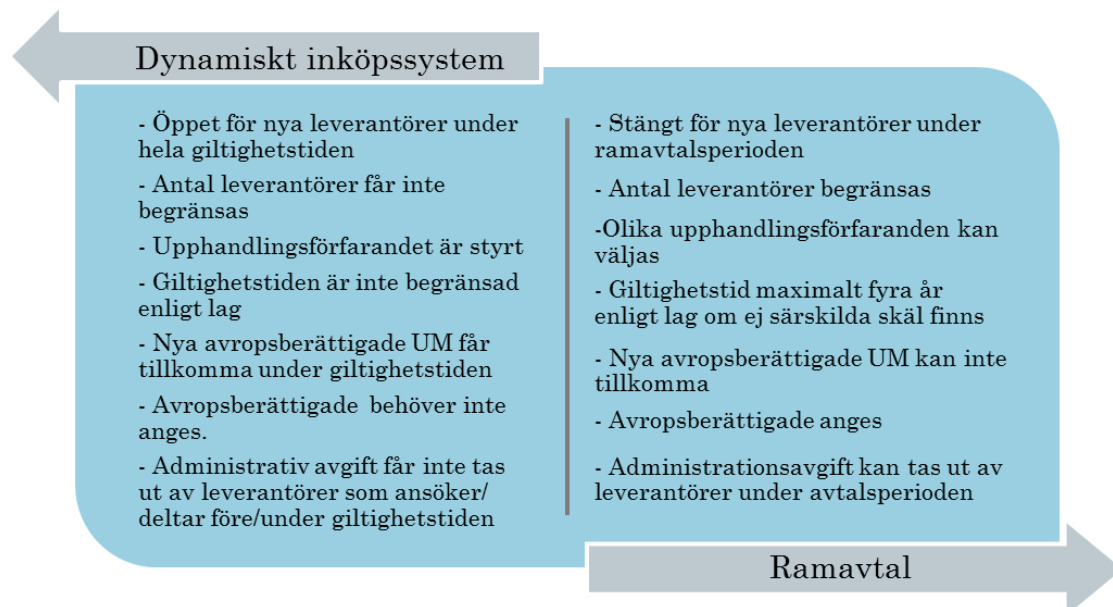 Dynamiskt inköpssystem
- Öppet för nya leverantörer under
hela giltighetstiden
- Antal leverantörer får inte
begränsas
- Upphandlingsförfarandet är styrt
- Giltighetstiden är inte begränsad
enligt lag
- Nya avropsberättigade UM får
tillkomma under giltighetstiden
- Avropsberättigade behöver inte
anges.
- Administrativ avgift får inte tas
ut av leverantörer som ansöker/
deltar före/under giltighetstiden
- Stängt för nya leverantörer under
ramavtalsperioden
- Antal leverantörer begränsas
-Olika upphandlingsförfaranden kan
väljas
- Giltighetstid maximalt fyra år
enligt lag om ej särskilda skäl finns
- Nya avropsberättigade UM kan inte
tillkomma
- Avropsberättigade anges
- Administrationsavgift kan tas ut av
leverantörer under avtalsperioden
Ramavtal